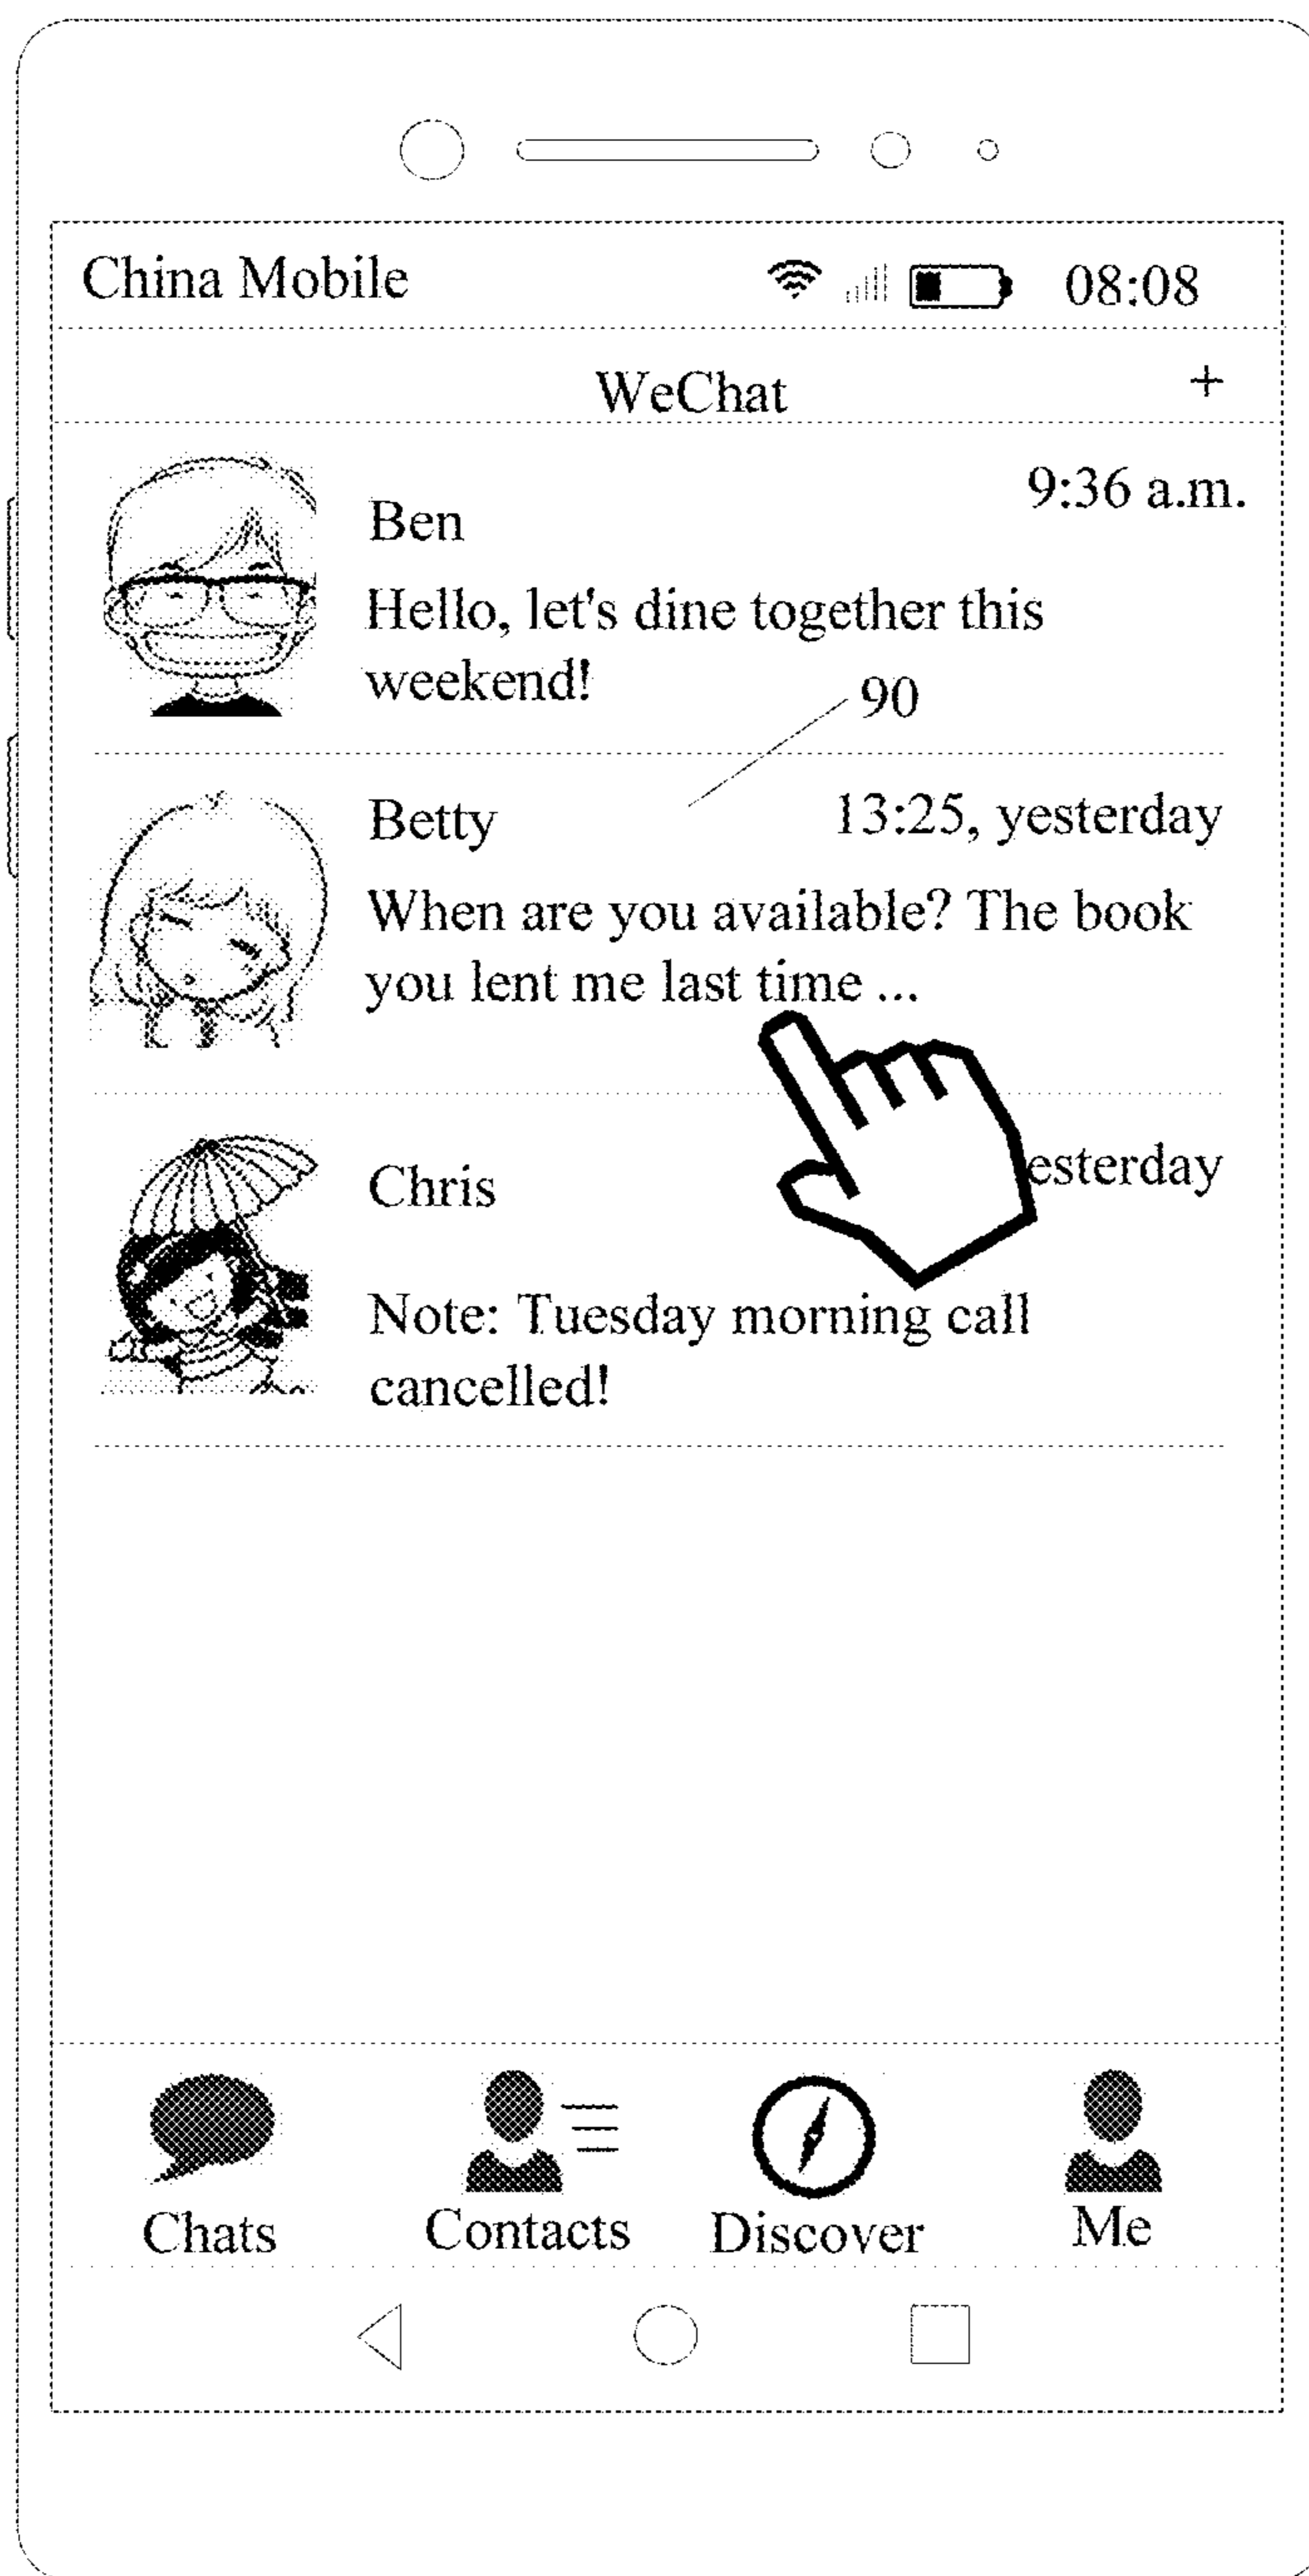 China Mobile 08:08
WeChat +
Ben 9:36 a.m.
Hello, let's dine together this
weekend!
90
Betty 13:25, yesterday
When are you available? The book
you lent me last time ...
Chris esterday
Note: Tuesday morning call
cancelled!
Chats Contacts Discover Me